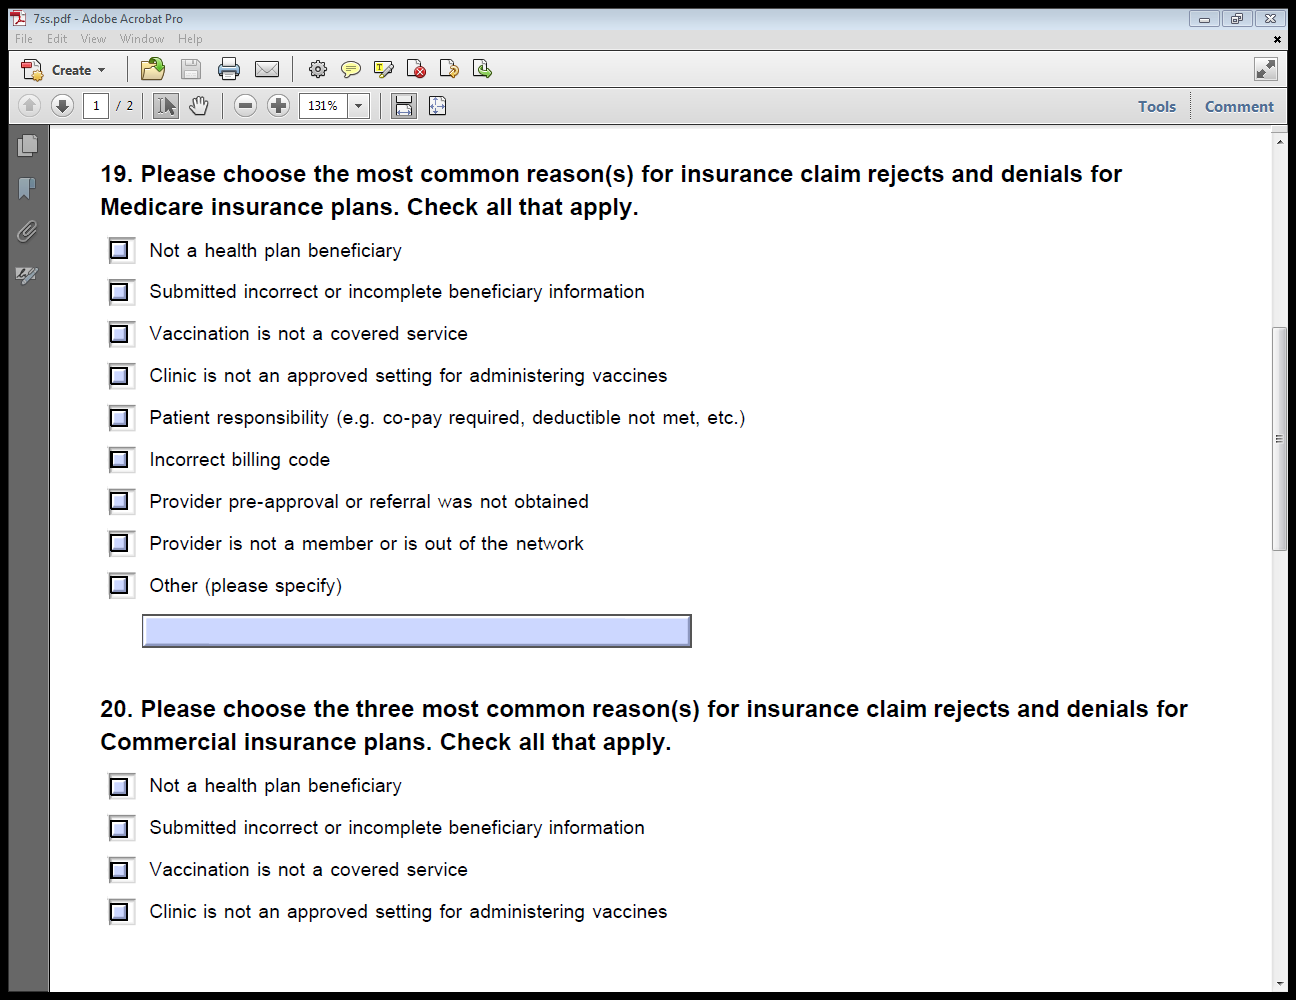 7ss.pdf - Adobe Acrobat Pro
File Edit View Window Help
Create
1 / 2 131% Tools Comment
19. Please choose the most common reason(s) for insurance claim rejects and denials for
Medicare insurance plans. Check all that apply.
Not a health plan beneficiary
Submitted incorrect or incomplete beneficiary information
Vaccination is not a covered service
Clinic is not an approved setting for administering vaccines
Patient responsibility (e.g. co-pay required, deductible not met, etc.)
Incorrect billing code
Provider pre-approval or referral was not obtained
Provider is not a member or is out of the network
Other (please specify)
20. Please choose the three most common reason(s) for insurance claim rejects and denials for
Commercial insurance plans. Check all that apply.
Not a health plan beneficiary
Submitted incorrect or incomplete beneficiary information
Vaccination is not a covered service
Clinic is not an approved setting for administering vaccines